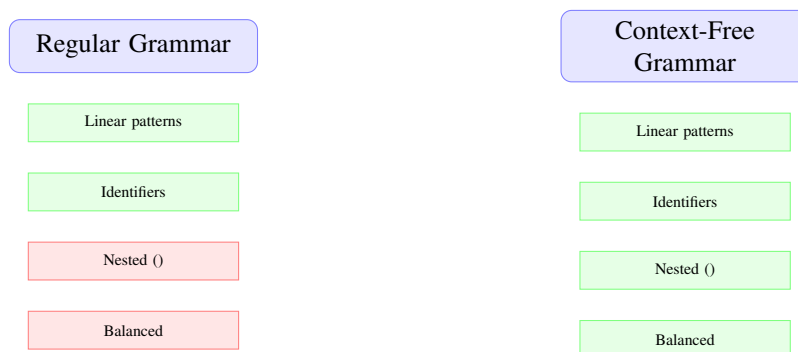 Regular Grammar
Linear patterns
Identifiers
Nested ()
Balanced
Context-Free
Grammar
Linear patterns
Identifiers
Nested ()
Balanced